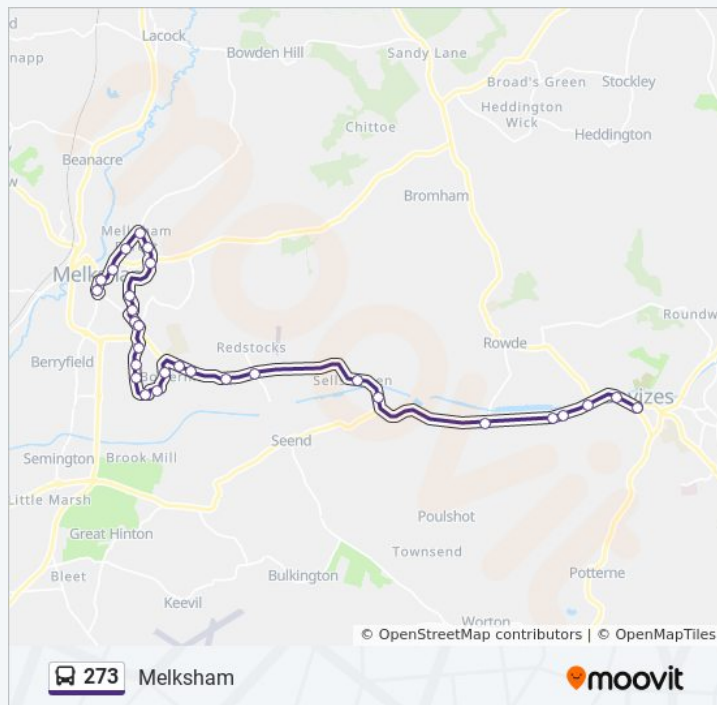 Lacock
Bowden Hill
Sandy Lane
Broad's Green
Stockley
Heddington
Wick
Heddington
Chittoe
Beanacre
Bromham
Melksham
Rowde
Redstocks
Berryfield
Seend
Semington
Brook Mill
Little Marsh
Great Hinton
Poulshot
Townsend
Bulkington
Bleet
Potterne
Keevil
Worton
© OpenStreetMap contributors | © OpenMapTiles
273 Melksham
moovit